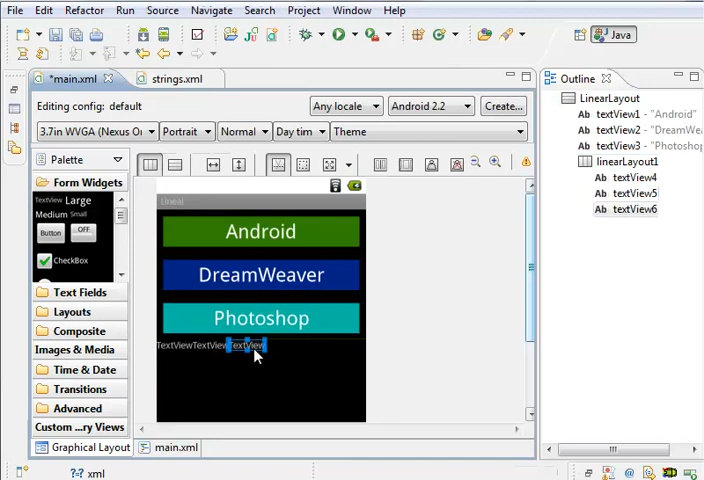 File Edit Refactor Run Source Navigate Search Project Window Help
Java
*main.xml strings.xml
Editing config: default
Any locale Android 2.2 Create...
3.7in WVGA (Nexus On Portrait Normal Day tim Theme
Palette
Form Widgets
TextView Large
Medium Small
Button OFF
CheckBox
Text Fields
Layouts
Composite
Images & Media
Time & Date
Transitions
Advanced
Custom ...ry Views
Graphical Layout main.xml
Linear
Android
DreamWeaver
Photoshop
TextViewTextViewTextView
Outline
LinearLayout
Ab textView1 - "Android"
Ab textView2 - "DreamWea
Ab textView3 - "Photoshop
linearLayout1
Ab textView4
Ab textView5
Ab textView6
?-? xml
@